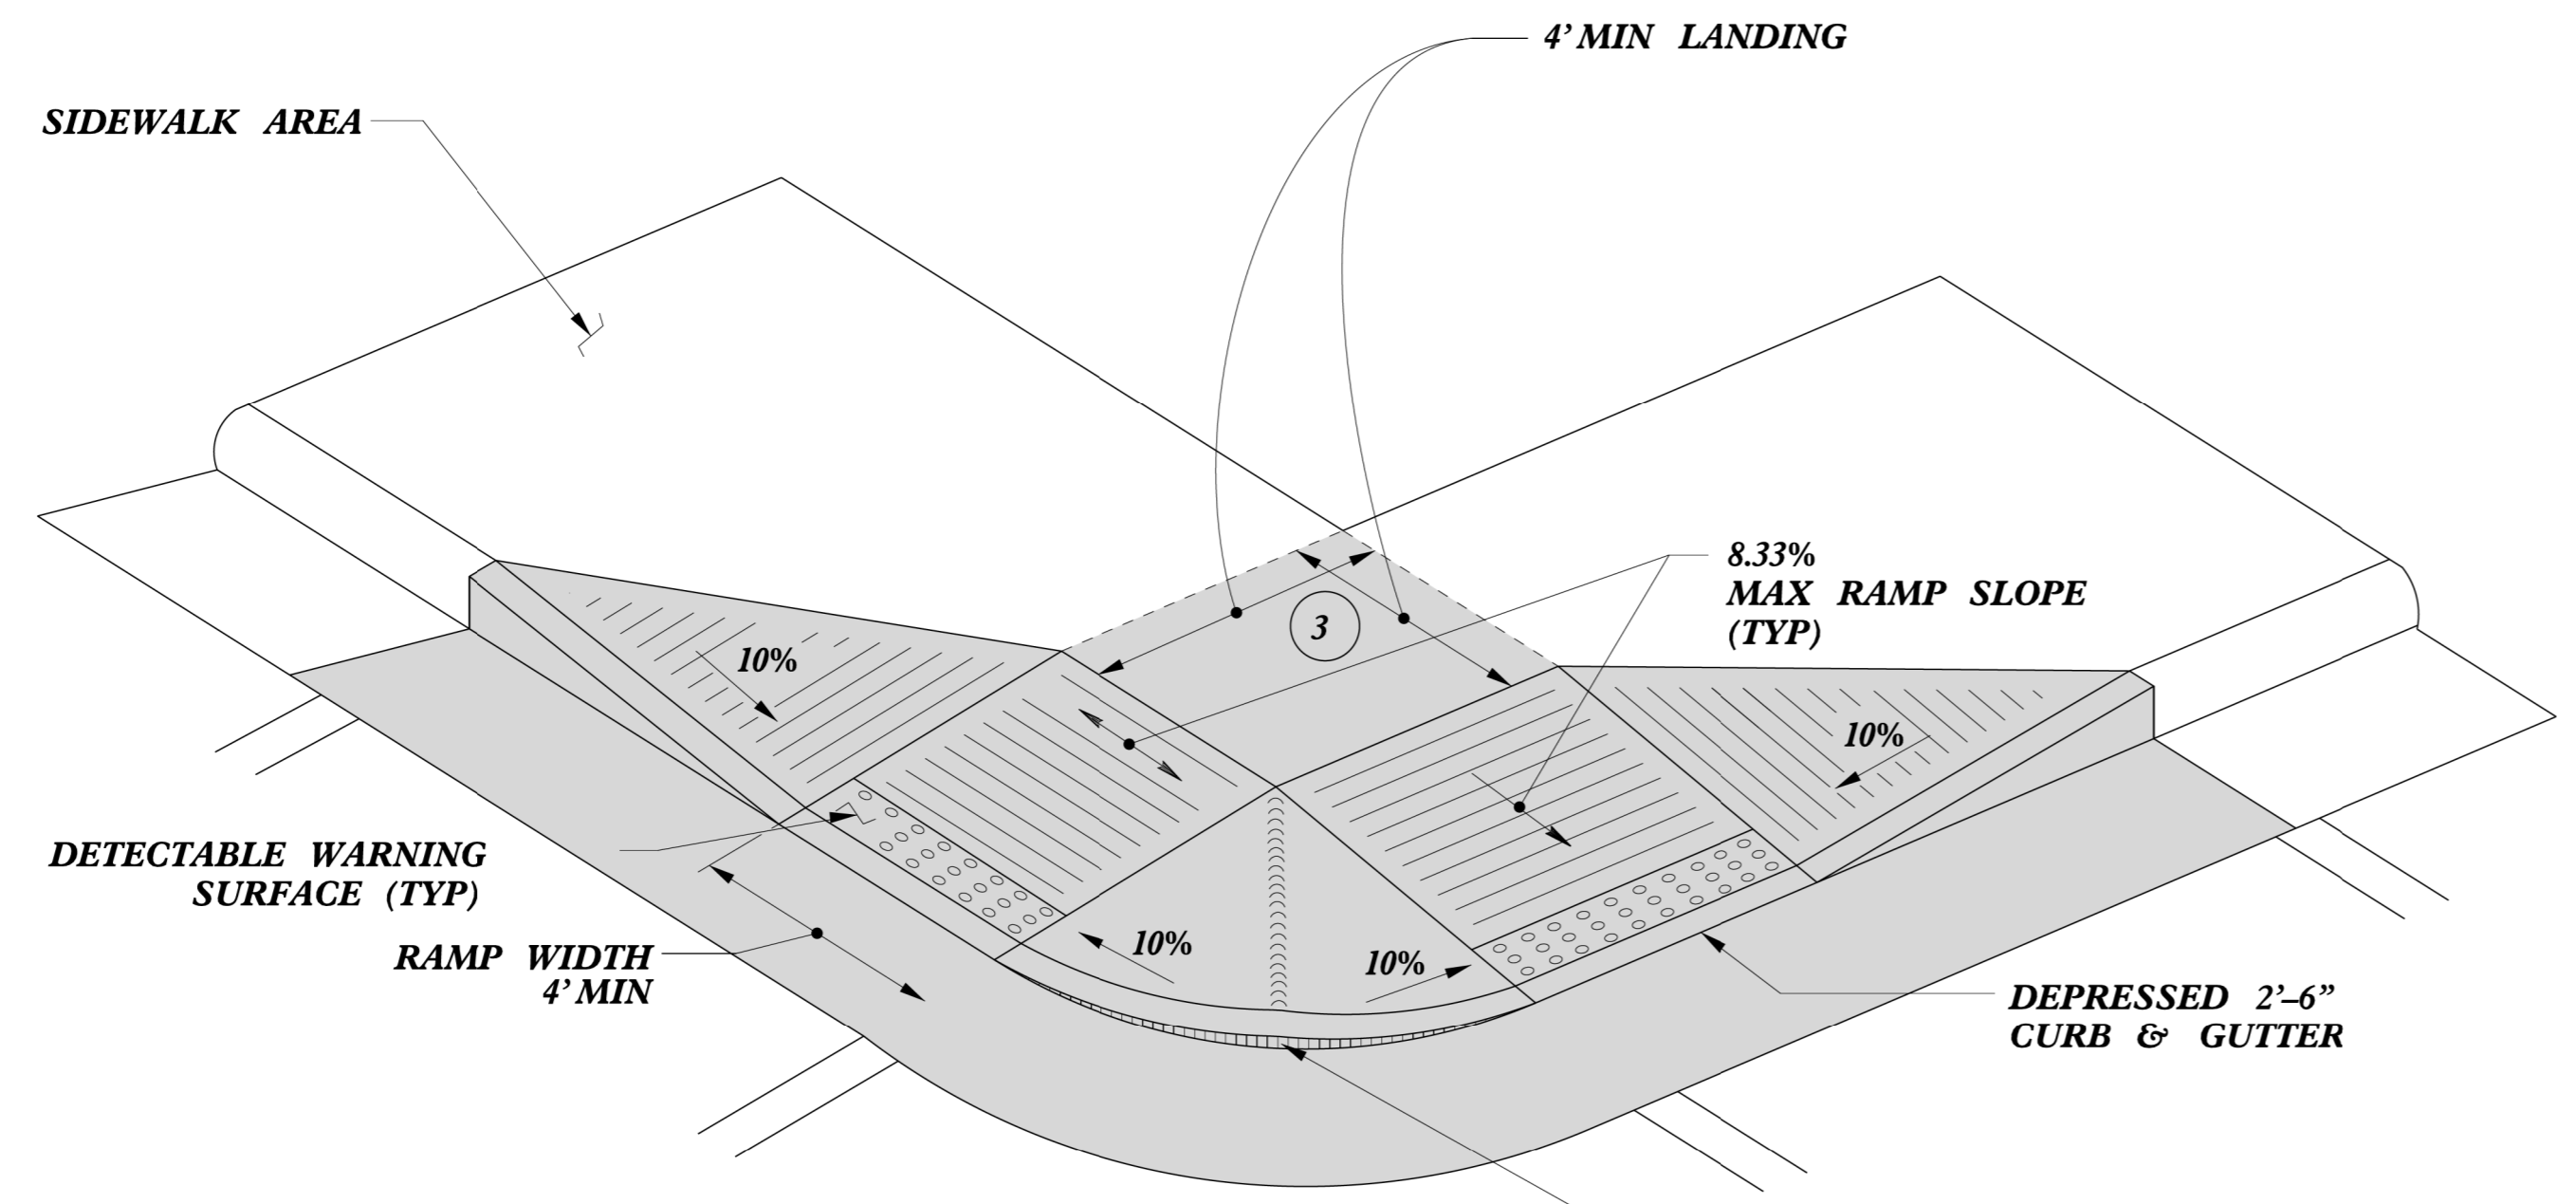 4’ MIN LANDING
SIDEWALK AREA
8.33%
MAX RAMP SLOPE
(TYP)
3
10%
10%
DETECTABLE WARNING
SURFACE (TYP)
10%
10%
RAMP WIDTH
4’ MIN
DEPRESSED 2’–6”
CURB & GUTTER